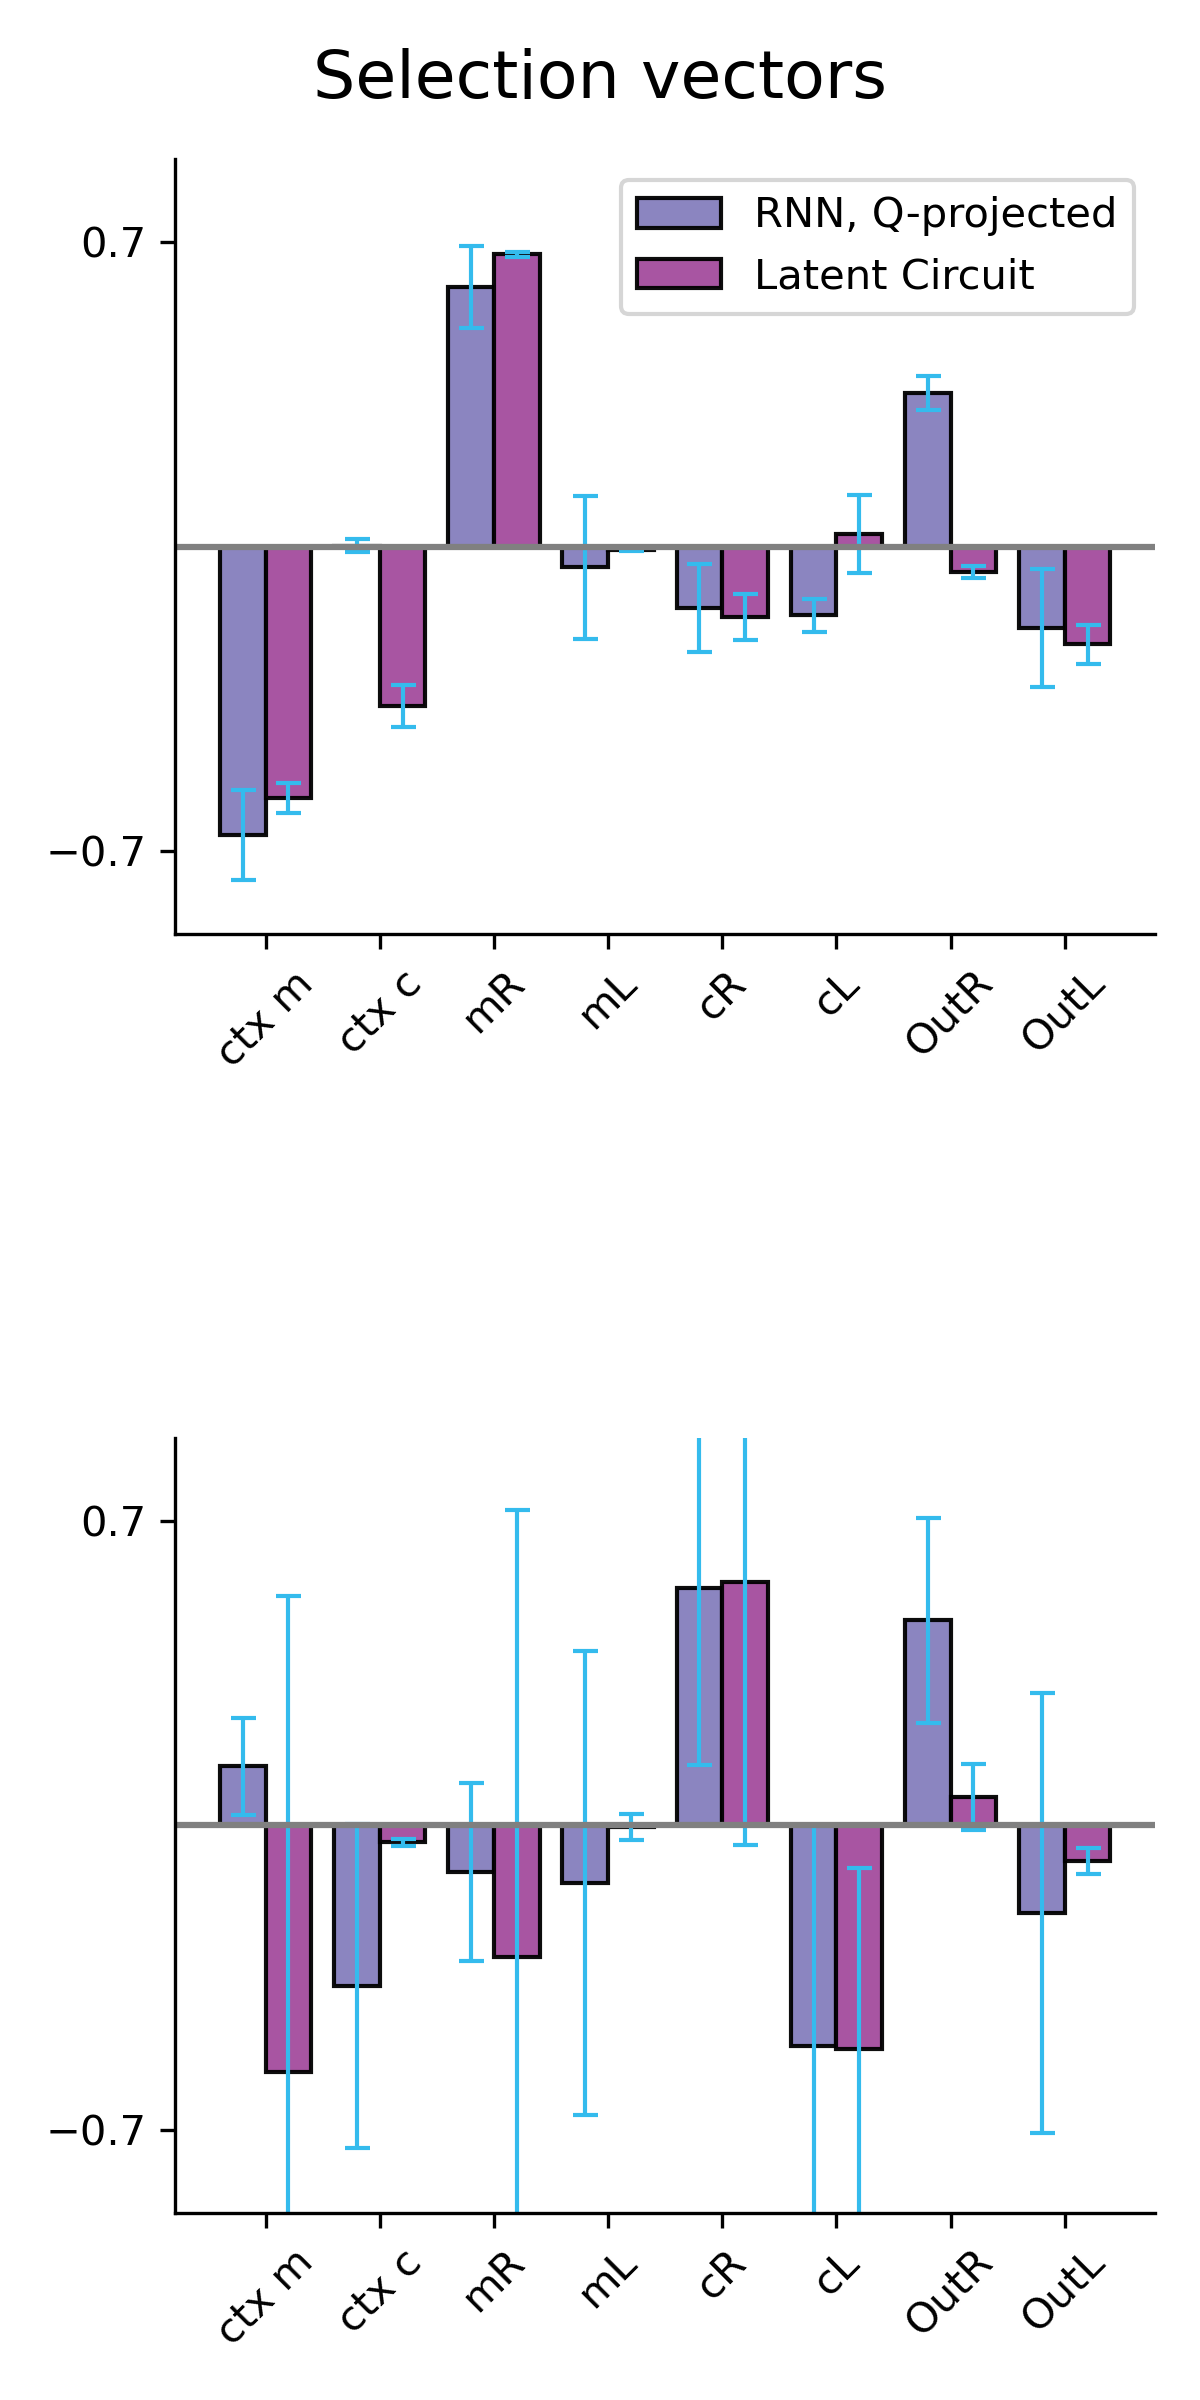 Selection vectors
RNN, Q-projected
Latent Circuit
0.7
−0.7
ctx m
ctx c
mR
mL
cR
cL
OutR
OutL
0.7
−0.7
ctx m
ctx c
mR
mL
cR
cL
OutR
OutL